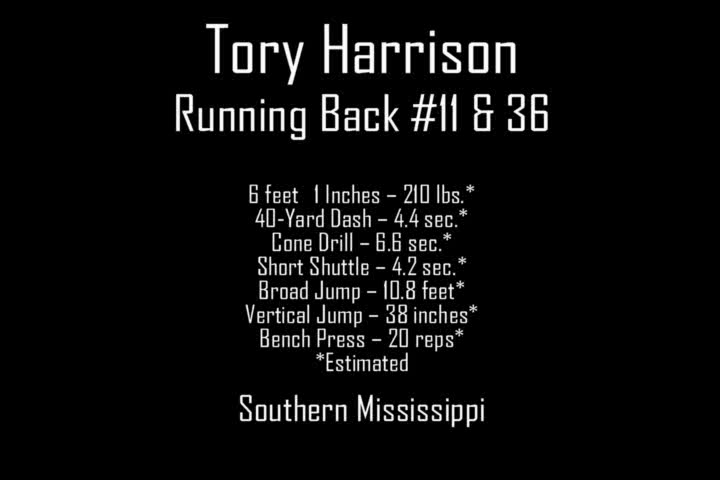 Tory Harrison
Running Back #11 & 36
6 feet 1 Inches – 210 lbs.*
40-Yard Dash – 4.4 sec.*
Cone Drill – 6.6 sec.*
Short Shuttle – 4.2 sec.*
Broad Jump – 10.8 feet*
Vertical Jump – 38 inches*
Bench Press – 20 reps*
*Estimated
Southern Mississippi